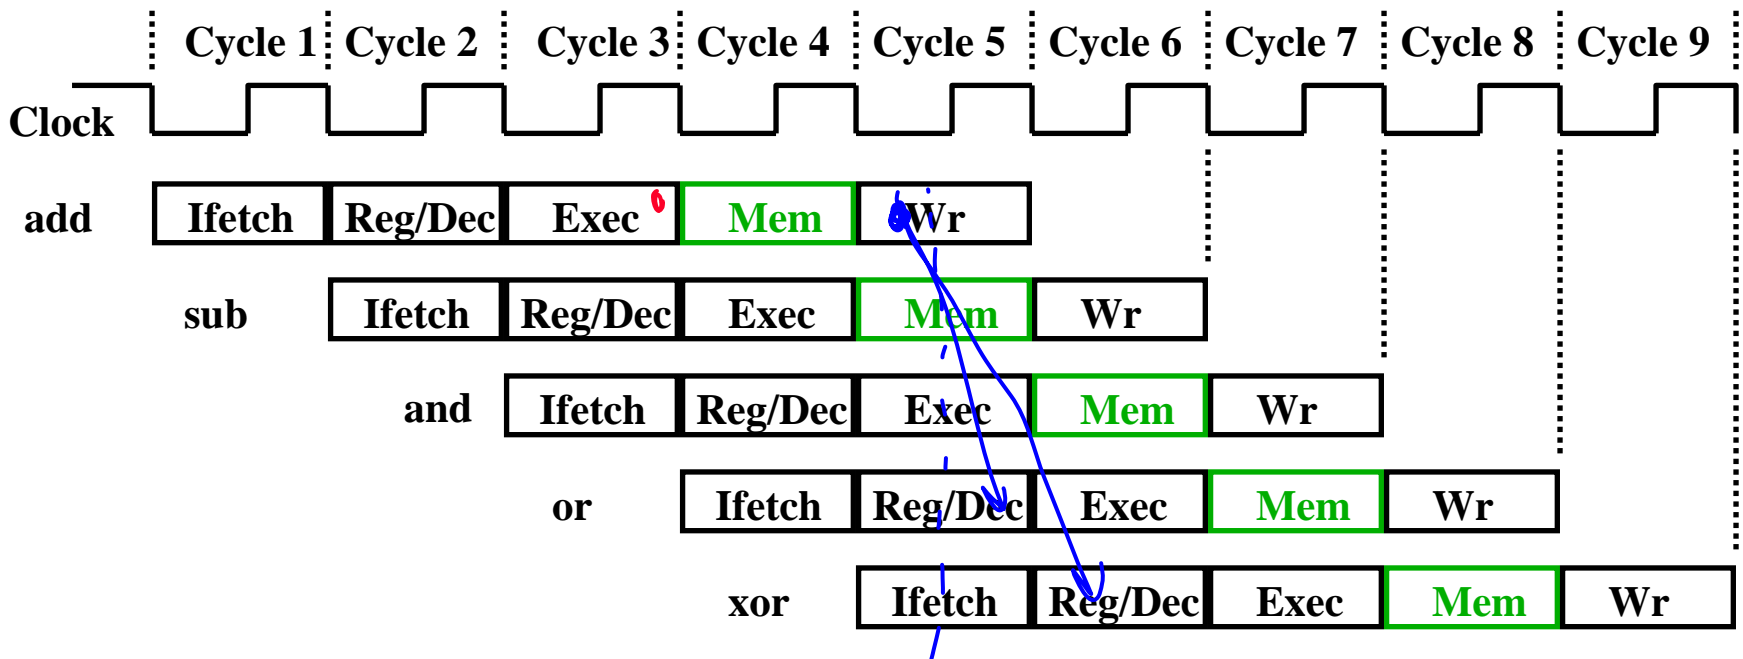 Cycle 1 Cycle 2 Cycle 3 Cycle 4 Cycle 5 Cycle 6 Cycle 7 Cycle 8 Cycle 9
Clock
add Ifetch Reg/Dec Exec Mem Wr
sub Ifetch Reg/Dec Exec Mem Wr
and Ifetch Reg/Dec Exec Mem Wr
or Ifetch Reg/Dec Exec Mem Wr
xor Ifetch Reg/Dec Exec Mem Wr